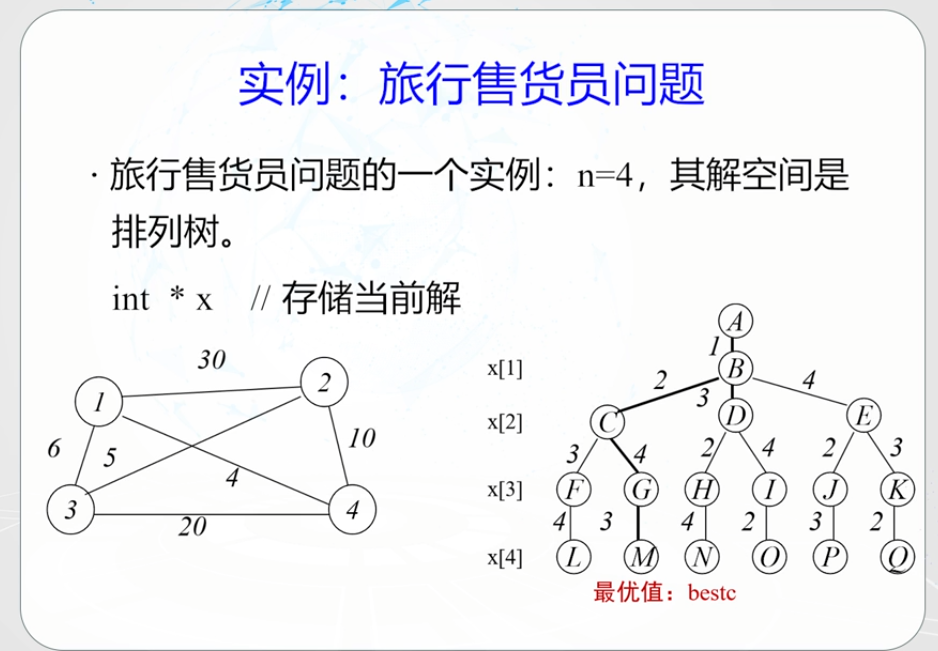 实例：旅行售货员问题
· 旅行售货员问题的一个实例：n=4，其解空间是
排列树。
int * x // 存储当前解
30
1
2
6
5
10
4
3
20
4
A
1
x[1]
B
2
3
4
x[2]
C
D
E
3
4
2
4
2
3
x[3]
F
G
H
I
J
K
4
3
4
2
3
2
x[4]
L
M
N
O
P
Q
最优值：bestc